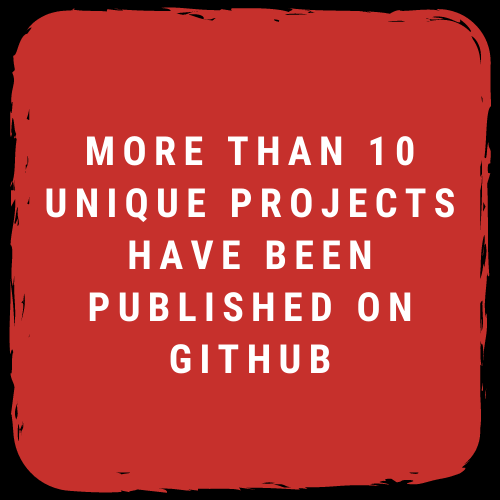 MORE THAN 10
UNIQUE PROJECTS
HAVE BEEN
PUBLISHED ON
GITHUB